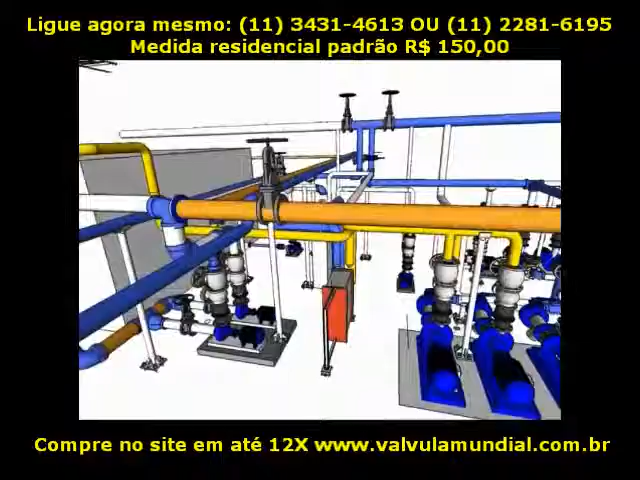 Ligue agora mesmo: (11) 3431-4613 OU (11) 2281-6195
Medida residencial padrão R$ 150,00
Compre no site em até 12X www.valvulamundial.com.br